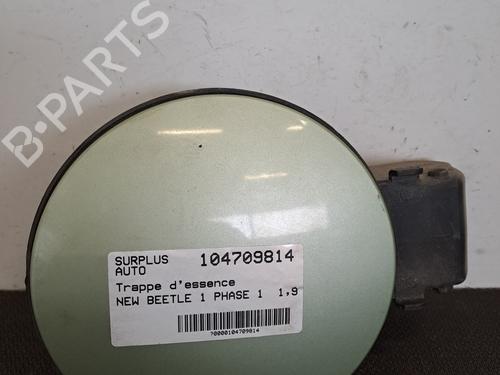 B-PARTS
SURPLUS AUTO 104709814
Trappe d'essence
NEW BEETLE 1 PHASE 1 1,9
70000104709814